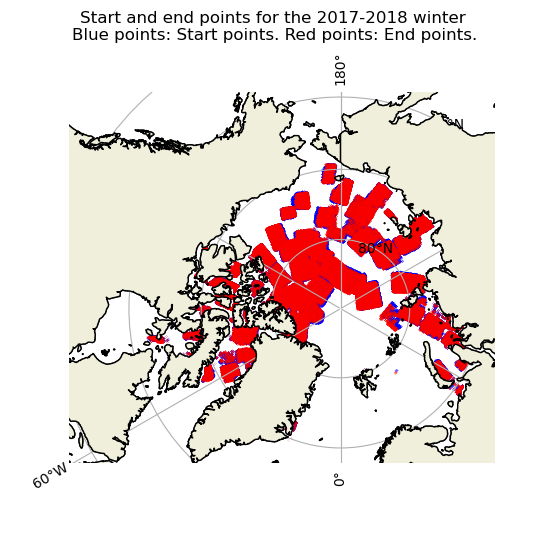 Start and end points for the 2017-2018 winter
Blue points: Start points. Red points: End points.
180°
80°N
60°W
0°